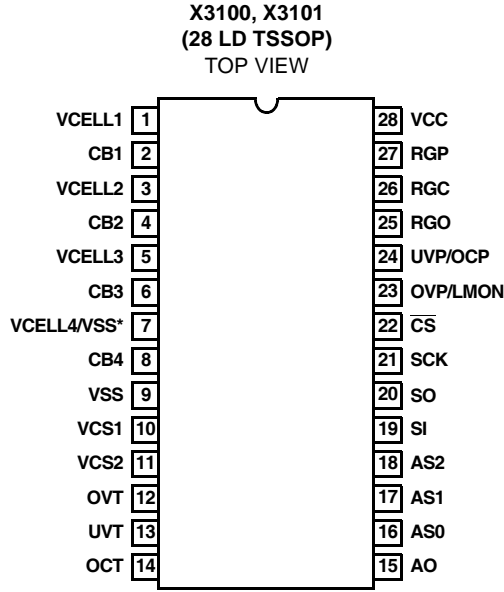 X3100, X3101
(28 LD TSSOP)
TOP VIEW
VCELL1 1 28 VCC
CB1 2 27 RGP
VCELL2 3 26 RGC
CB2 4 25 RGO
VCELL3 5 24 UVP/OCP
CB3 6 23 OVP/LMON
VCELL4/VSS* 7 22 C̅S̅
CB4 8 21 SCK
VSS 9 20 SO
VCS1 10 19 SI
VCS2 11 18 AS2
OVT 12 17 AS1
UVT 13 16 AS0
OCT 14 15 AO